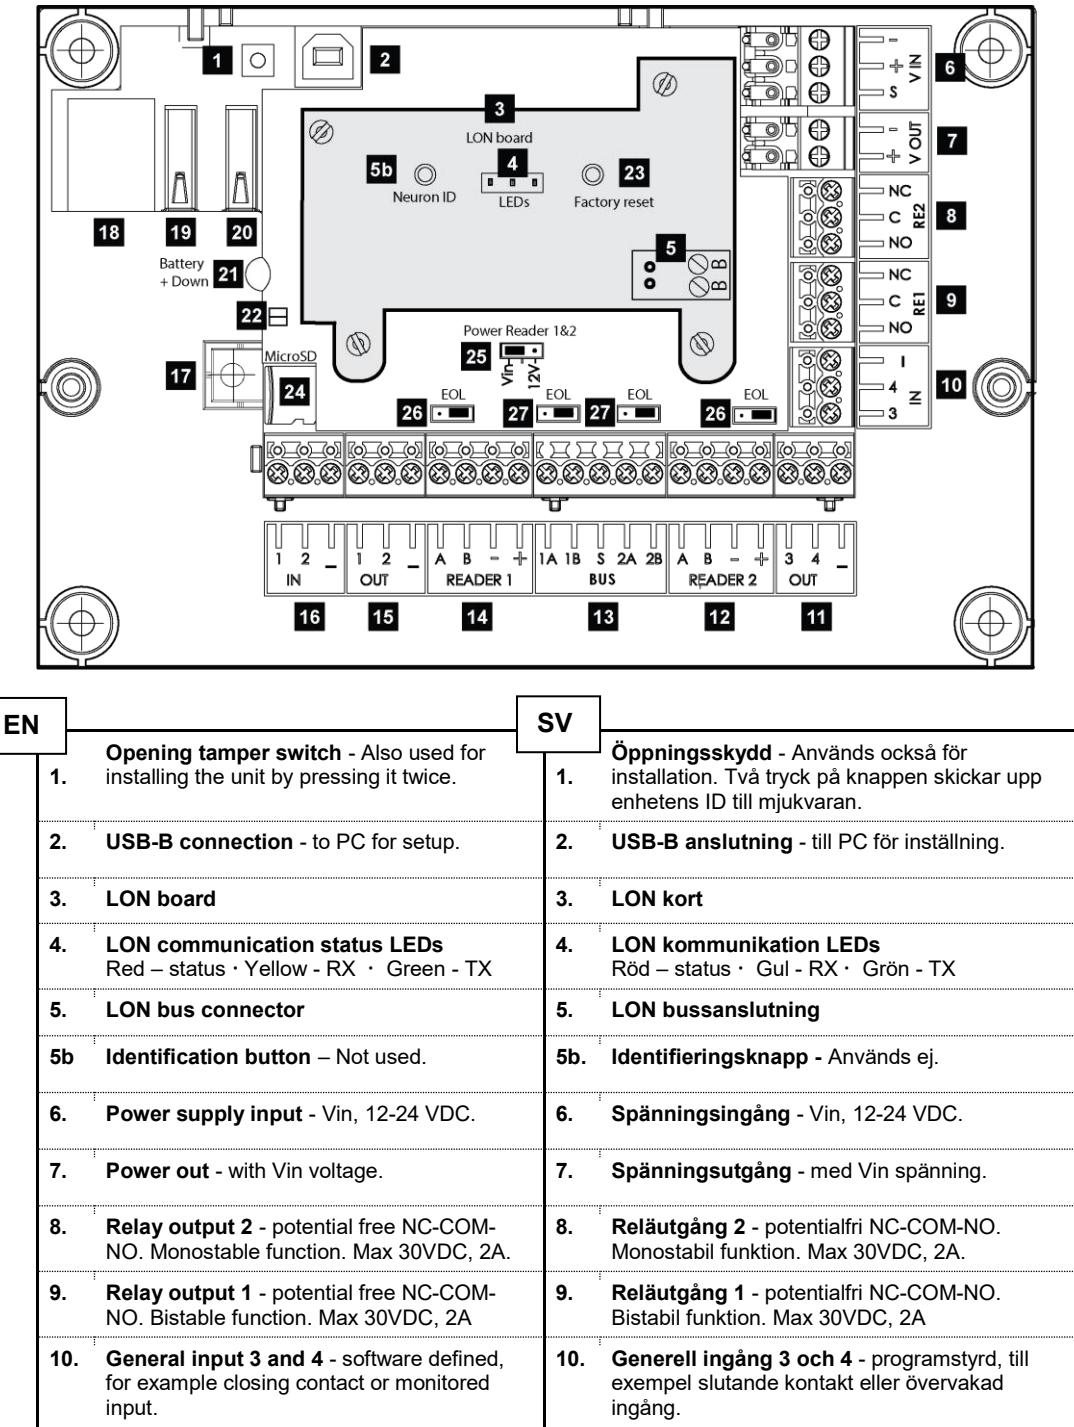 1
2
3
LON board
5b
Neuron ID
4
LEDs
23
Factory reset
5
B
B
-
+
S
V IN
6
-
+
V OUT
7
NC
C
NO
RE2
8
NC
C
NO
RE1
9
I
4
3
IN
10
18
19
20
Battery
+ Down
21
22
17
MicroSD
24
Power Reader 1&2
25
Vin-
12V-
EOL
26
EOL
27
EOL
27
EOL
26
1 2 _
IN
1 2 _
OUT
A B - +
READER 1
1A 1B S 2A 2B
BUS
A B - +
READER 2
3 4 _
OUT
16
15
14
13
12
11
EN
1. Opening tamper switch - Also used for
installing the unit by pressing it twice.
2. USB-B connection - to PC for setup.
3. LON board
4. LON communication status LEDs
Red – status · Yellow - RX · Green - TX
5. LON bus connector
5b Identification button – Not used.
6. Power supply input - Vin, 12-24 VDC.
7. Power out - with Vin voltage.
8. Relay output 2 - potential free NC-COM-
NO. Monostable function. Max 30VDC, 2A.
9. Relay output 1 - potential free NC-COM-
NO. Bistable function. Max 30VDC, 2A
10. General input 3 and 4 - software defined,
for example closing contact or monitored
input.
SV
1. Öppningsskydd - Används också för
installation. Två tryck på knappen skickar upp
enhetens ID till mjukvaran.
2. USB-B anslutning - till PC för inställning.
3. LON kort
4. LON kommunikation LEDs
Röd – status · Gul - RX · Grön - TX
5. LON bussanslutning
5b. Identifieringsknapp - Används ej.
6. Spänningsingång - Vin, 12-24 VDC.
7. Spänningsutgång - med Vin spänning.
8. Reläutgång 2 - potentialfri NC-COM-NO.
Monostabil funktion. Max 30VDC, 2A.
9. Reläutgång 1 - potentialfri NC-COM-NO.
Bistabil funktion. Max 30VDC, 2A
10. Generell ingång 3 och 4 - programstyrd, till
exempel slutande kontakt eller övervakad
ingång.